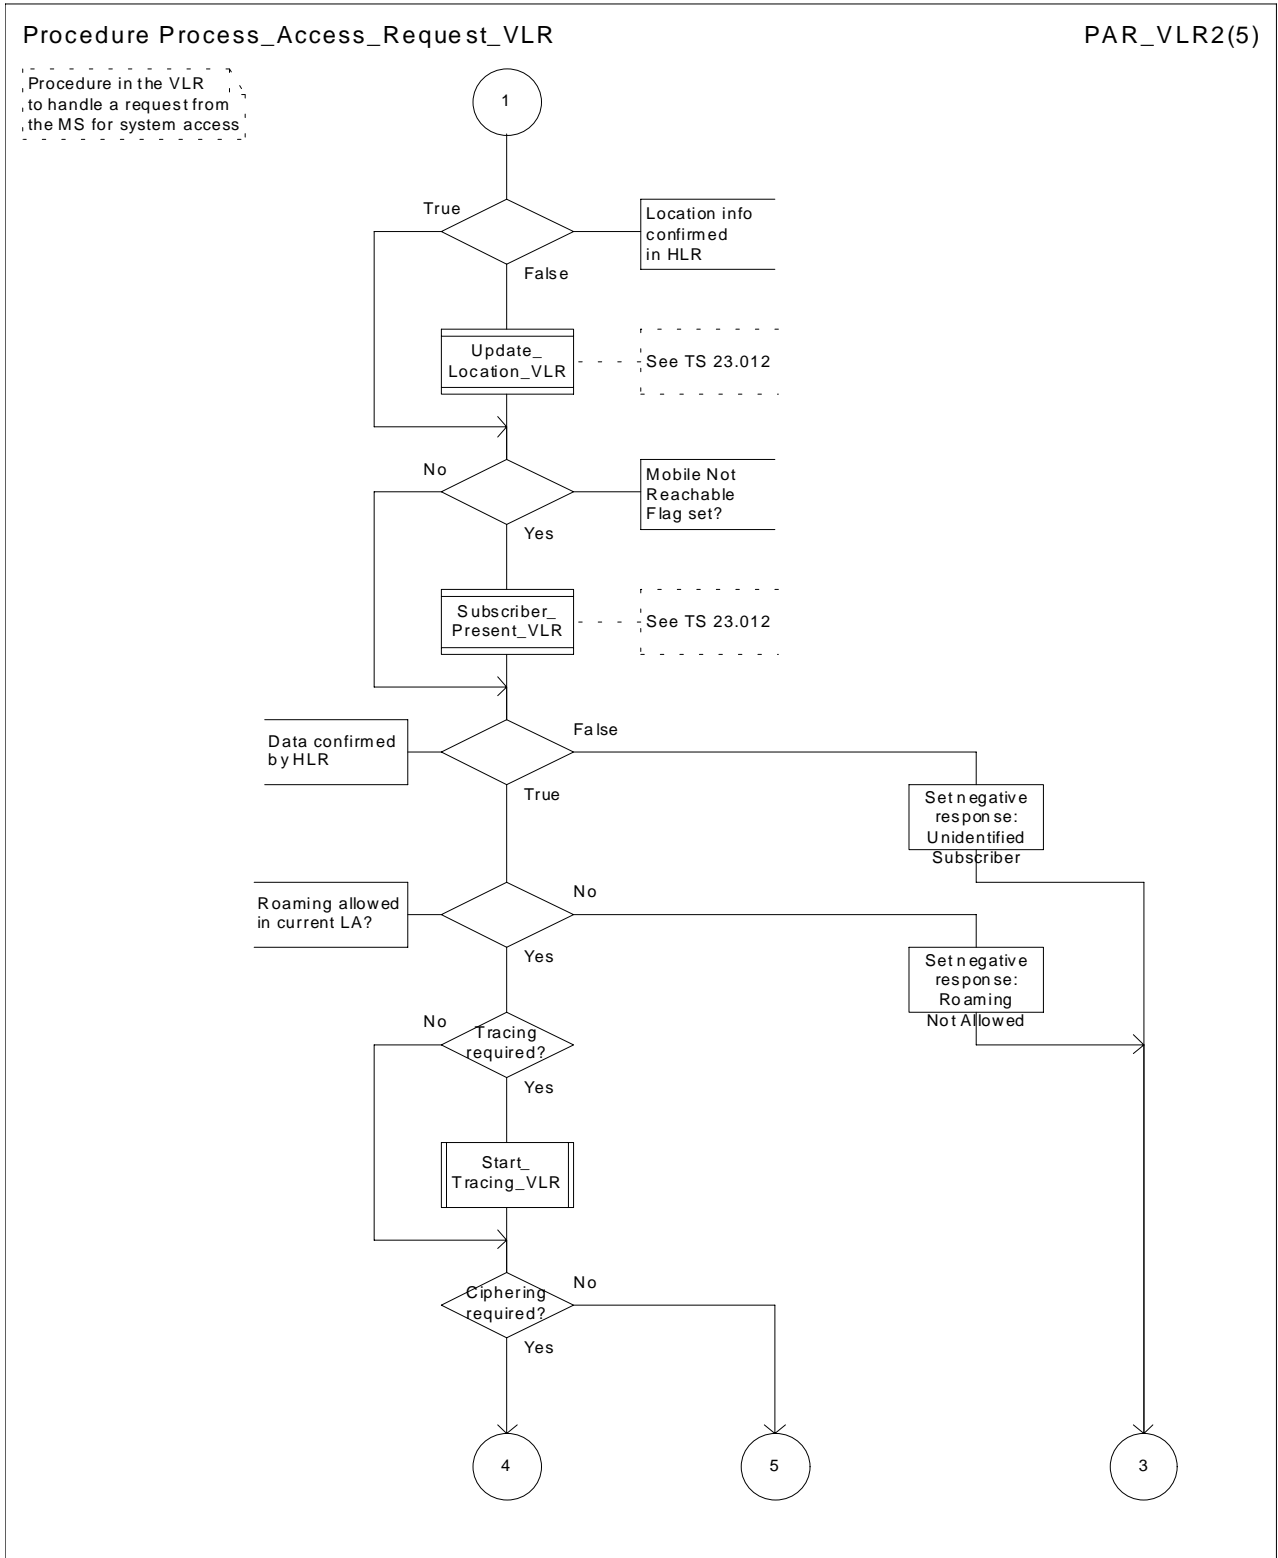 Procedure Process_Access_Request_VLR
PAR_VLR2(5)
Procedure in the VLR
to handle a request from
the MS for system access
1
True
Location info
confirmed
in HLR
False
Update_
Location_VLR
See TS 23.012
No
Mobile Not
Reachable
Flag set?
Yes
Subscriber_
Present_VLR
See TS 23.012
Data confirmed
by HLR
False
True
Set negative
response:
Unidentified
Subscriber
Roaming allowed
in current LA?
No
Yes
Set negative
response:
Roaming
Not Allowed
No
Tracing
required?
Yes
Start_
Tracing_VLR
Ciphering
required?
No
Yes
4
5
3